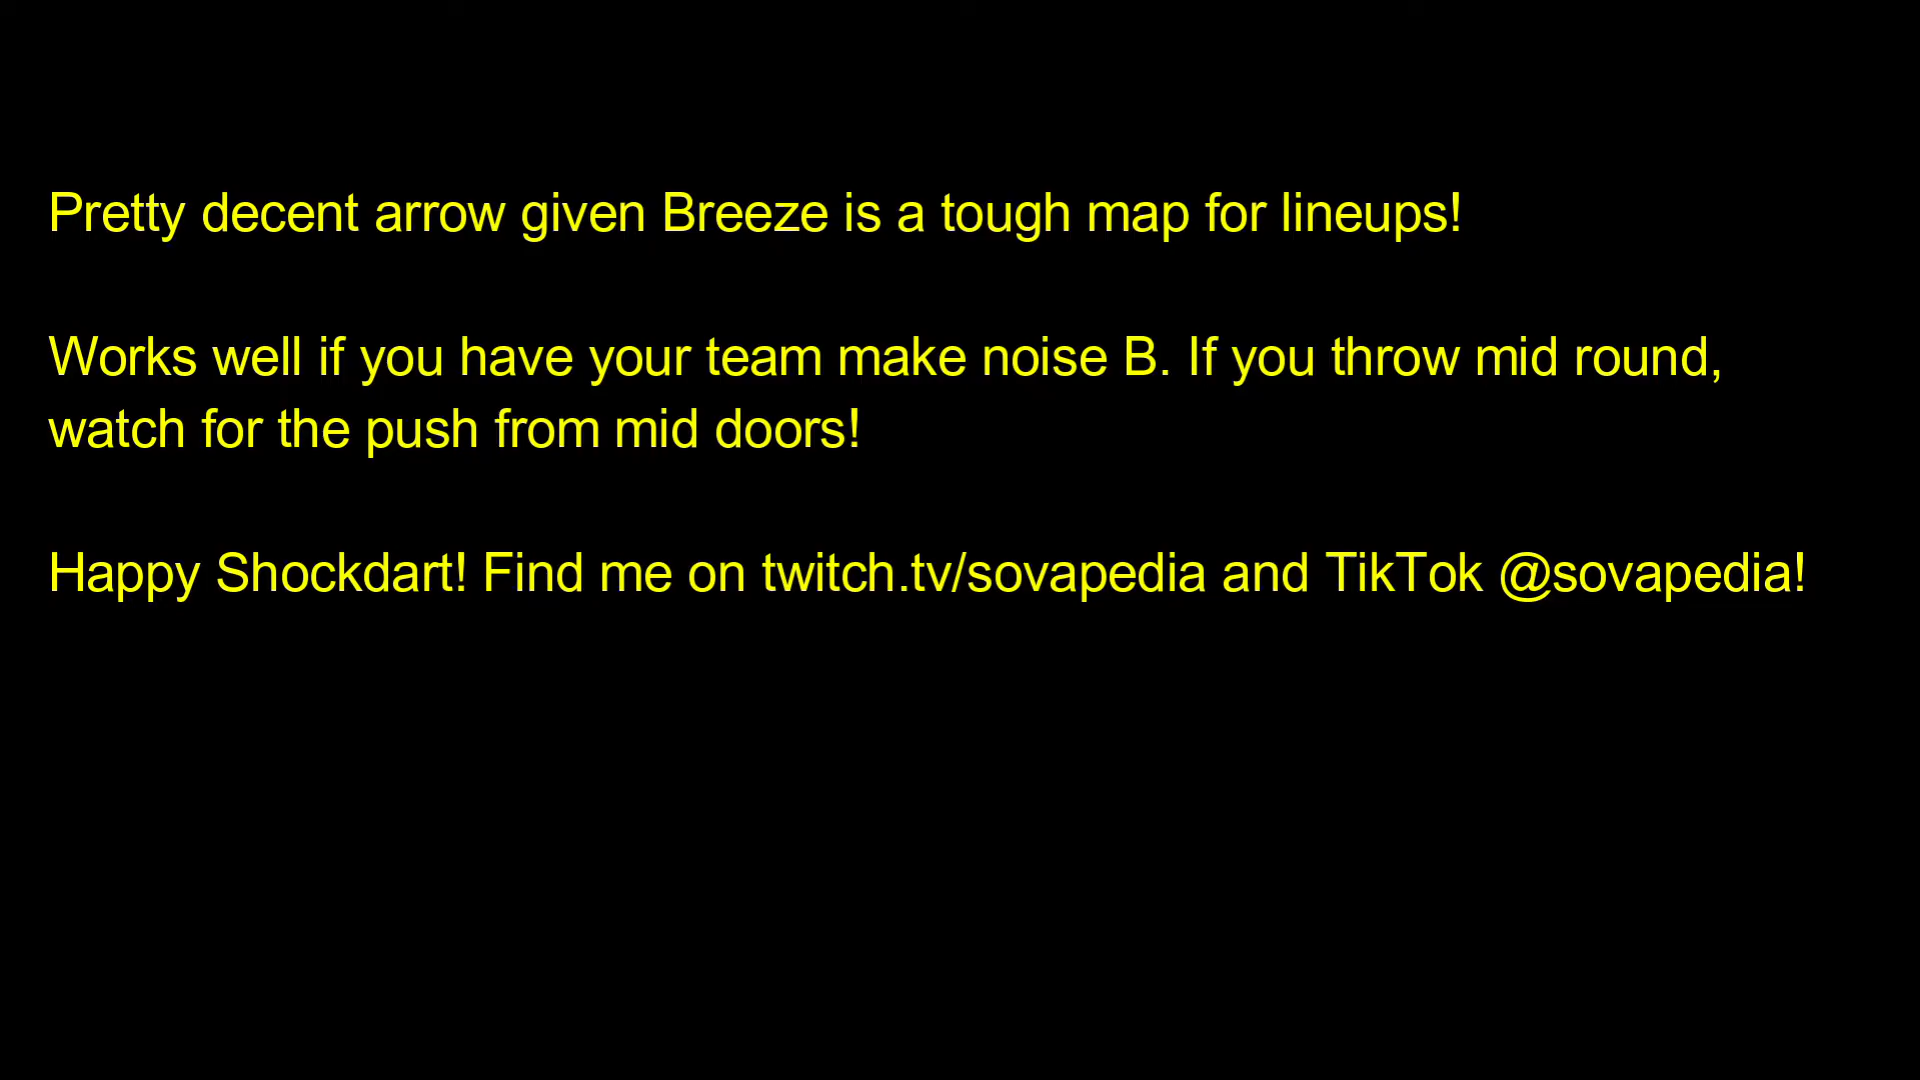 Pretty decent arrow given Breeze is a tough map for lineups!
Works well if you have your team make noise B. If you throw mid round,
watch for the push from mid doors!
Happy Shockdart! Find me on twitch.tv/sovapedia and TikTok @sovapedia!